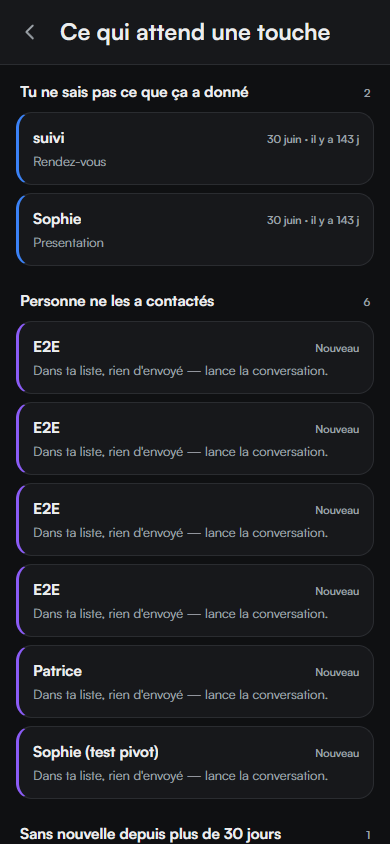 Ce qui attend une touche
Tu ne sais pas ce que ça a donné 2
suivi 30 juin · il y a 143 j
Rendez-vous
Sophie 30 juin · il y a 143 j
Presentation
Personne ne les a contactés 6
E2E Nouveau
Dans ta liste, rien d'envoyé — lance la conversation.
E2E Nouveau
Dans ta liste, rien d'envoyé — lance la conversation.
E2E Nouveau
Dans ta liste, rien d'envoyé — lance la conversation.
E2E Nouveau
Dans ta liste, rien d'envoyé — lance la conversation.
Patrice Nouveau
Dans ta liste, rien d'envoyé — lance la conversation.
Sophie (test pivot) Nouveau
Dans ta liste, rien d'envoyé — lance la conversation.
Sans nouvelle depuis plus de 30 jours 1